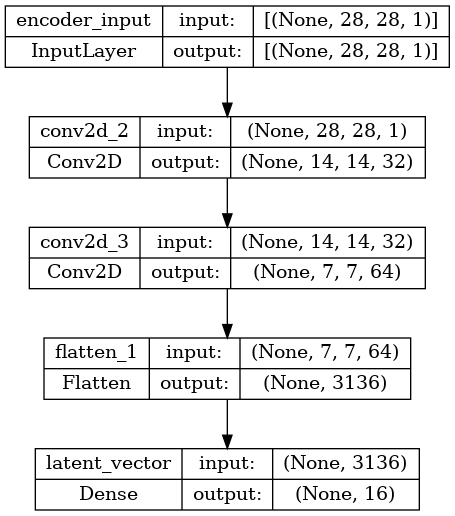 encoder_input input: [(None, 28, 28, 1)]
InputLayer output: [(None, 28, 28, 1)]
conv2d_2 input: (None, 28, 28, 1)
Conv2D output: (None, 14, 14, 32)
conv2d_3 input: (None, 14, 14, 32)
Conv2D output: (None, 7, 7, 64)
flatten_1 input: (None, 7, 7, 64)
Flatten output: (None, 3136)
latent_vector input: (None, 3136)
Dense output: (None, 16)